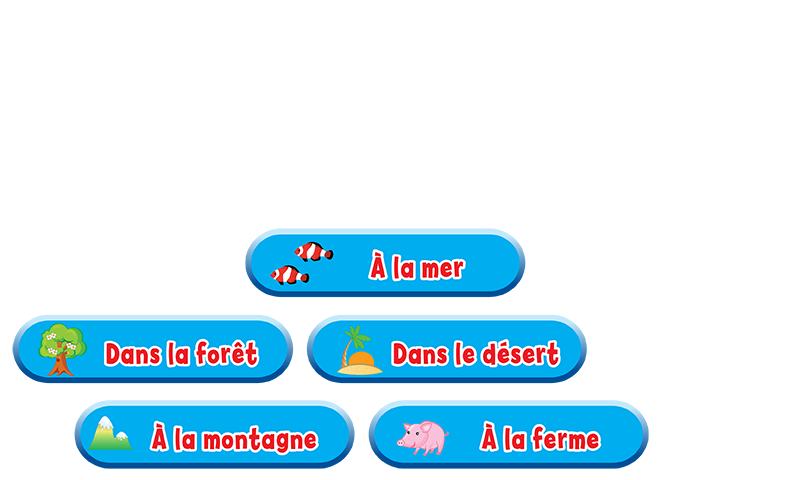 À la mer
Dans la forêt
Dans le désert
À la montagne
À la ferme